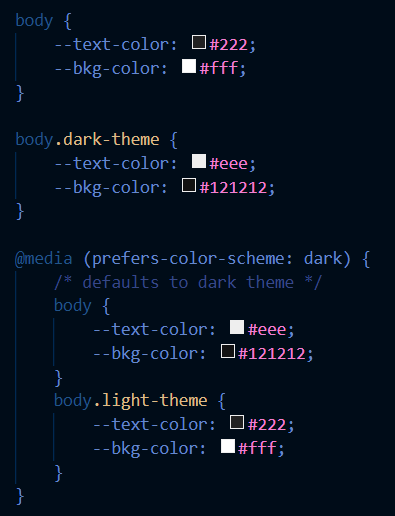 body {
    --text-color: #222;
    --bkg-color: #fff;
}

body.dark-theme {
    --text-color: #eee;
    --bkg-color: #121212;
}

@media (prefers-color-scheme: dark) {
    /* defaults to dark theme */
    body {
        --text-color: #eee;
        --bkg-color: #121212;
    }
    body.light-theme {
        --text-color: #222;
        --bkg-color: #fff;
    }
}